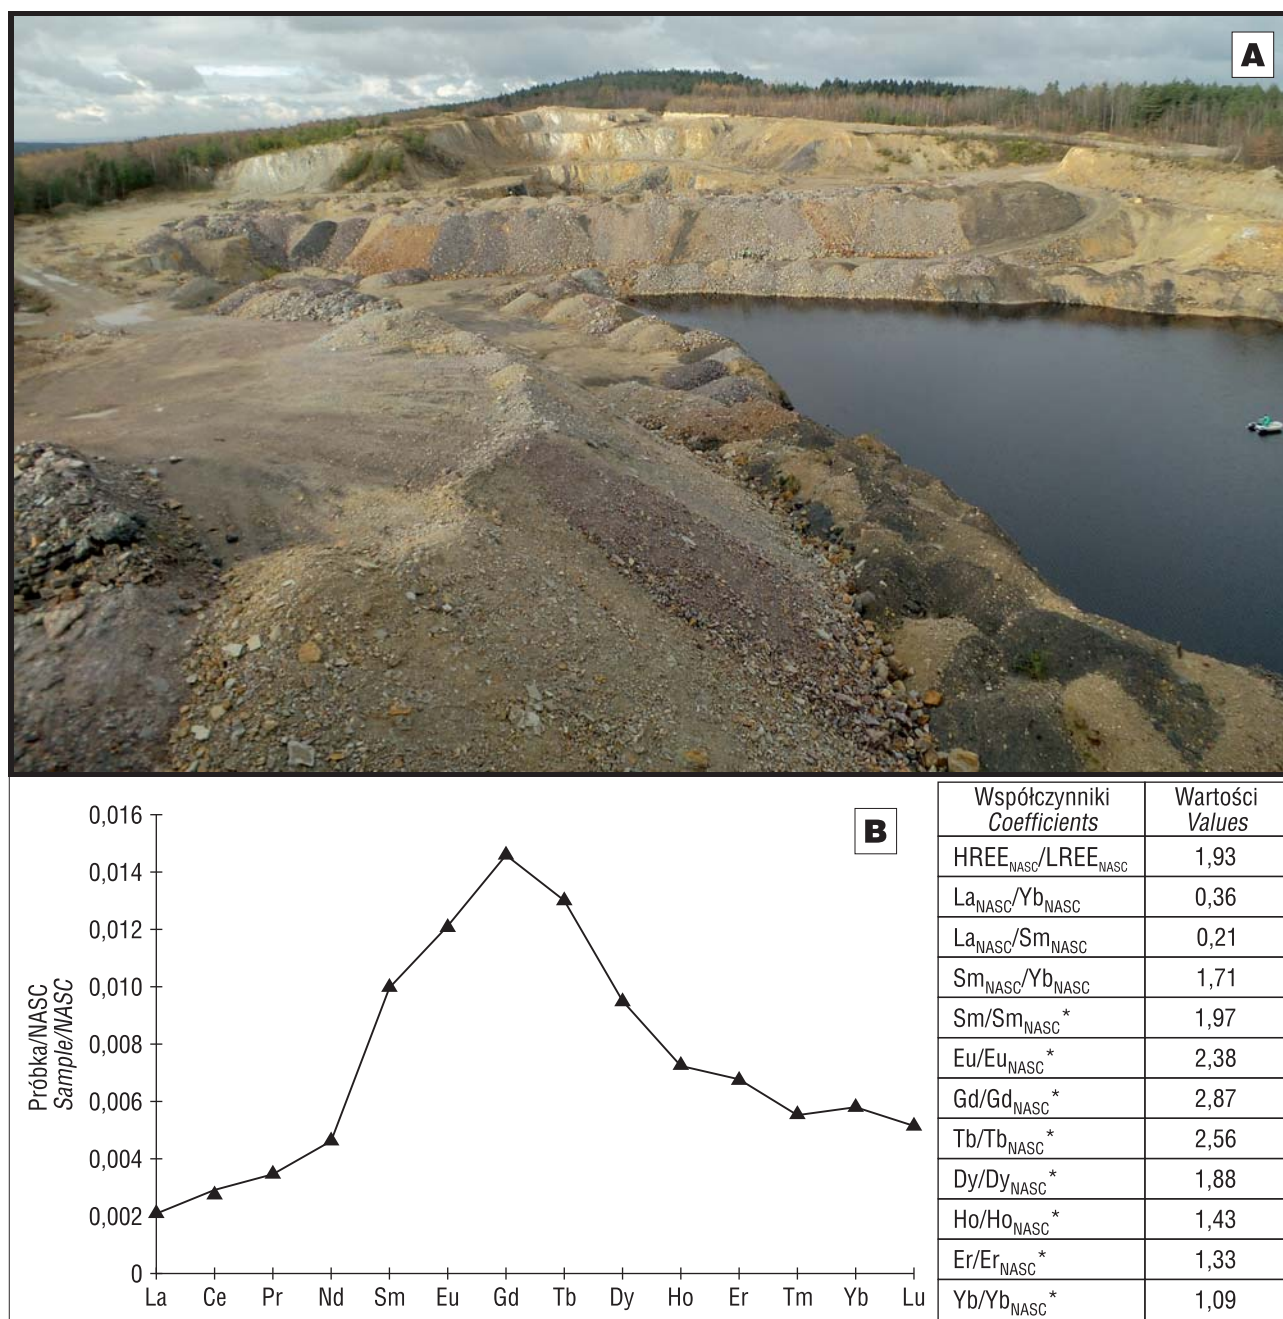 A
B
Próbka/NASC
Sample/NASC
0,016
0,014
0,012
0,010
0,008
0,006
0,004
0,002
0
La Ce Pr Nd Sm Eu Gd Tb Dy Ho Er Tm Yb Lu
Współczynniki Wartości
Coefficients Values
HREE_NASC/LREE_NASC 1,93
La_NASC/Yb_NASC 0,36
La_NASC/Sm_NASC 0,21
Sm_NASC/Yb_NASC 1,71
Sm/Sm_NASC* 1,97
Eu/Eu_NASC* 2,38
Gd/Gd_NASC* 2,87
Tb/Tb_NASC* 2,56
Dy/Dy_NASC* 1,88
Ho/Ho_NASC* 1,43
Er/Er_NASC* 1,33
Yb/Yb_NASC* 1,09